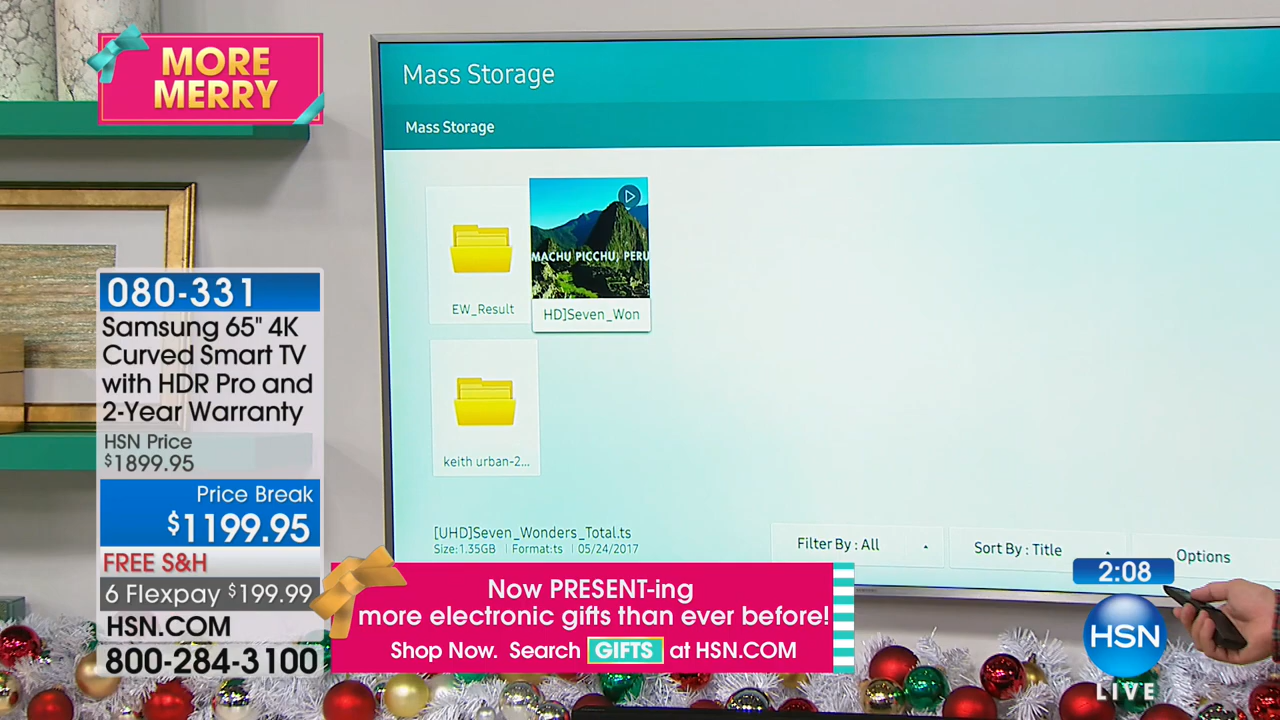 MORE
MERRY
Mass Storage
Mass Storage
MACHU PICCHU, PERU
EW_Result
HD]Seven_Won
keith urban-2...
[UHD]Seven_Wonders_Total.ts
Size:1.35GB | Format:ts | 05/24/2017
Filter By : All
Sort By : Title
Options
080-331
Samsung 65" 4K
Curved Smart TV
with HDR Pro and
2-Year Warranty
HSN Price
$1899.95
Price Break
$1199.95
FREE S&H
6 Flexpay $199.99
HSN.COM
800-284-3100
Now PRESENT-ing
more electronic gifts than ever before!
Shop Now. Search GIFTS at HSN.COM
2:08
HSN
LIVE